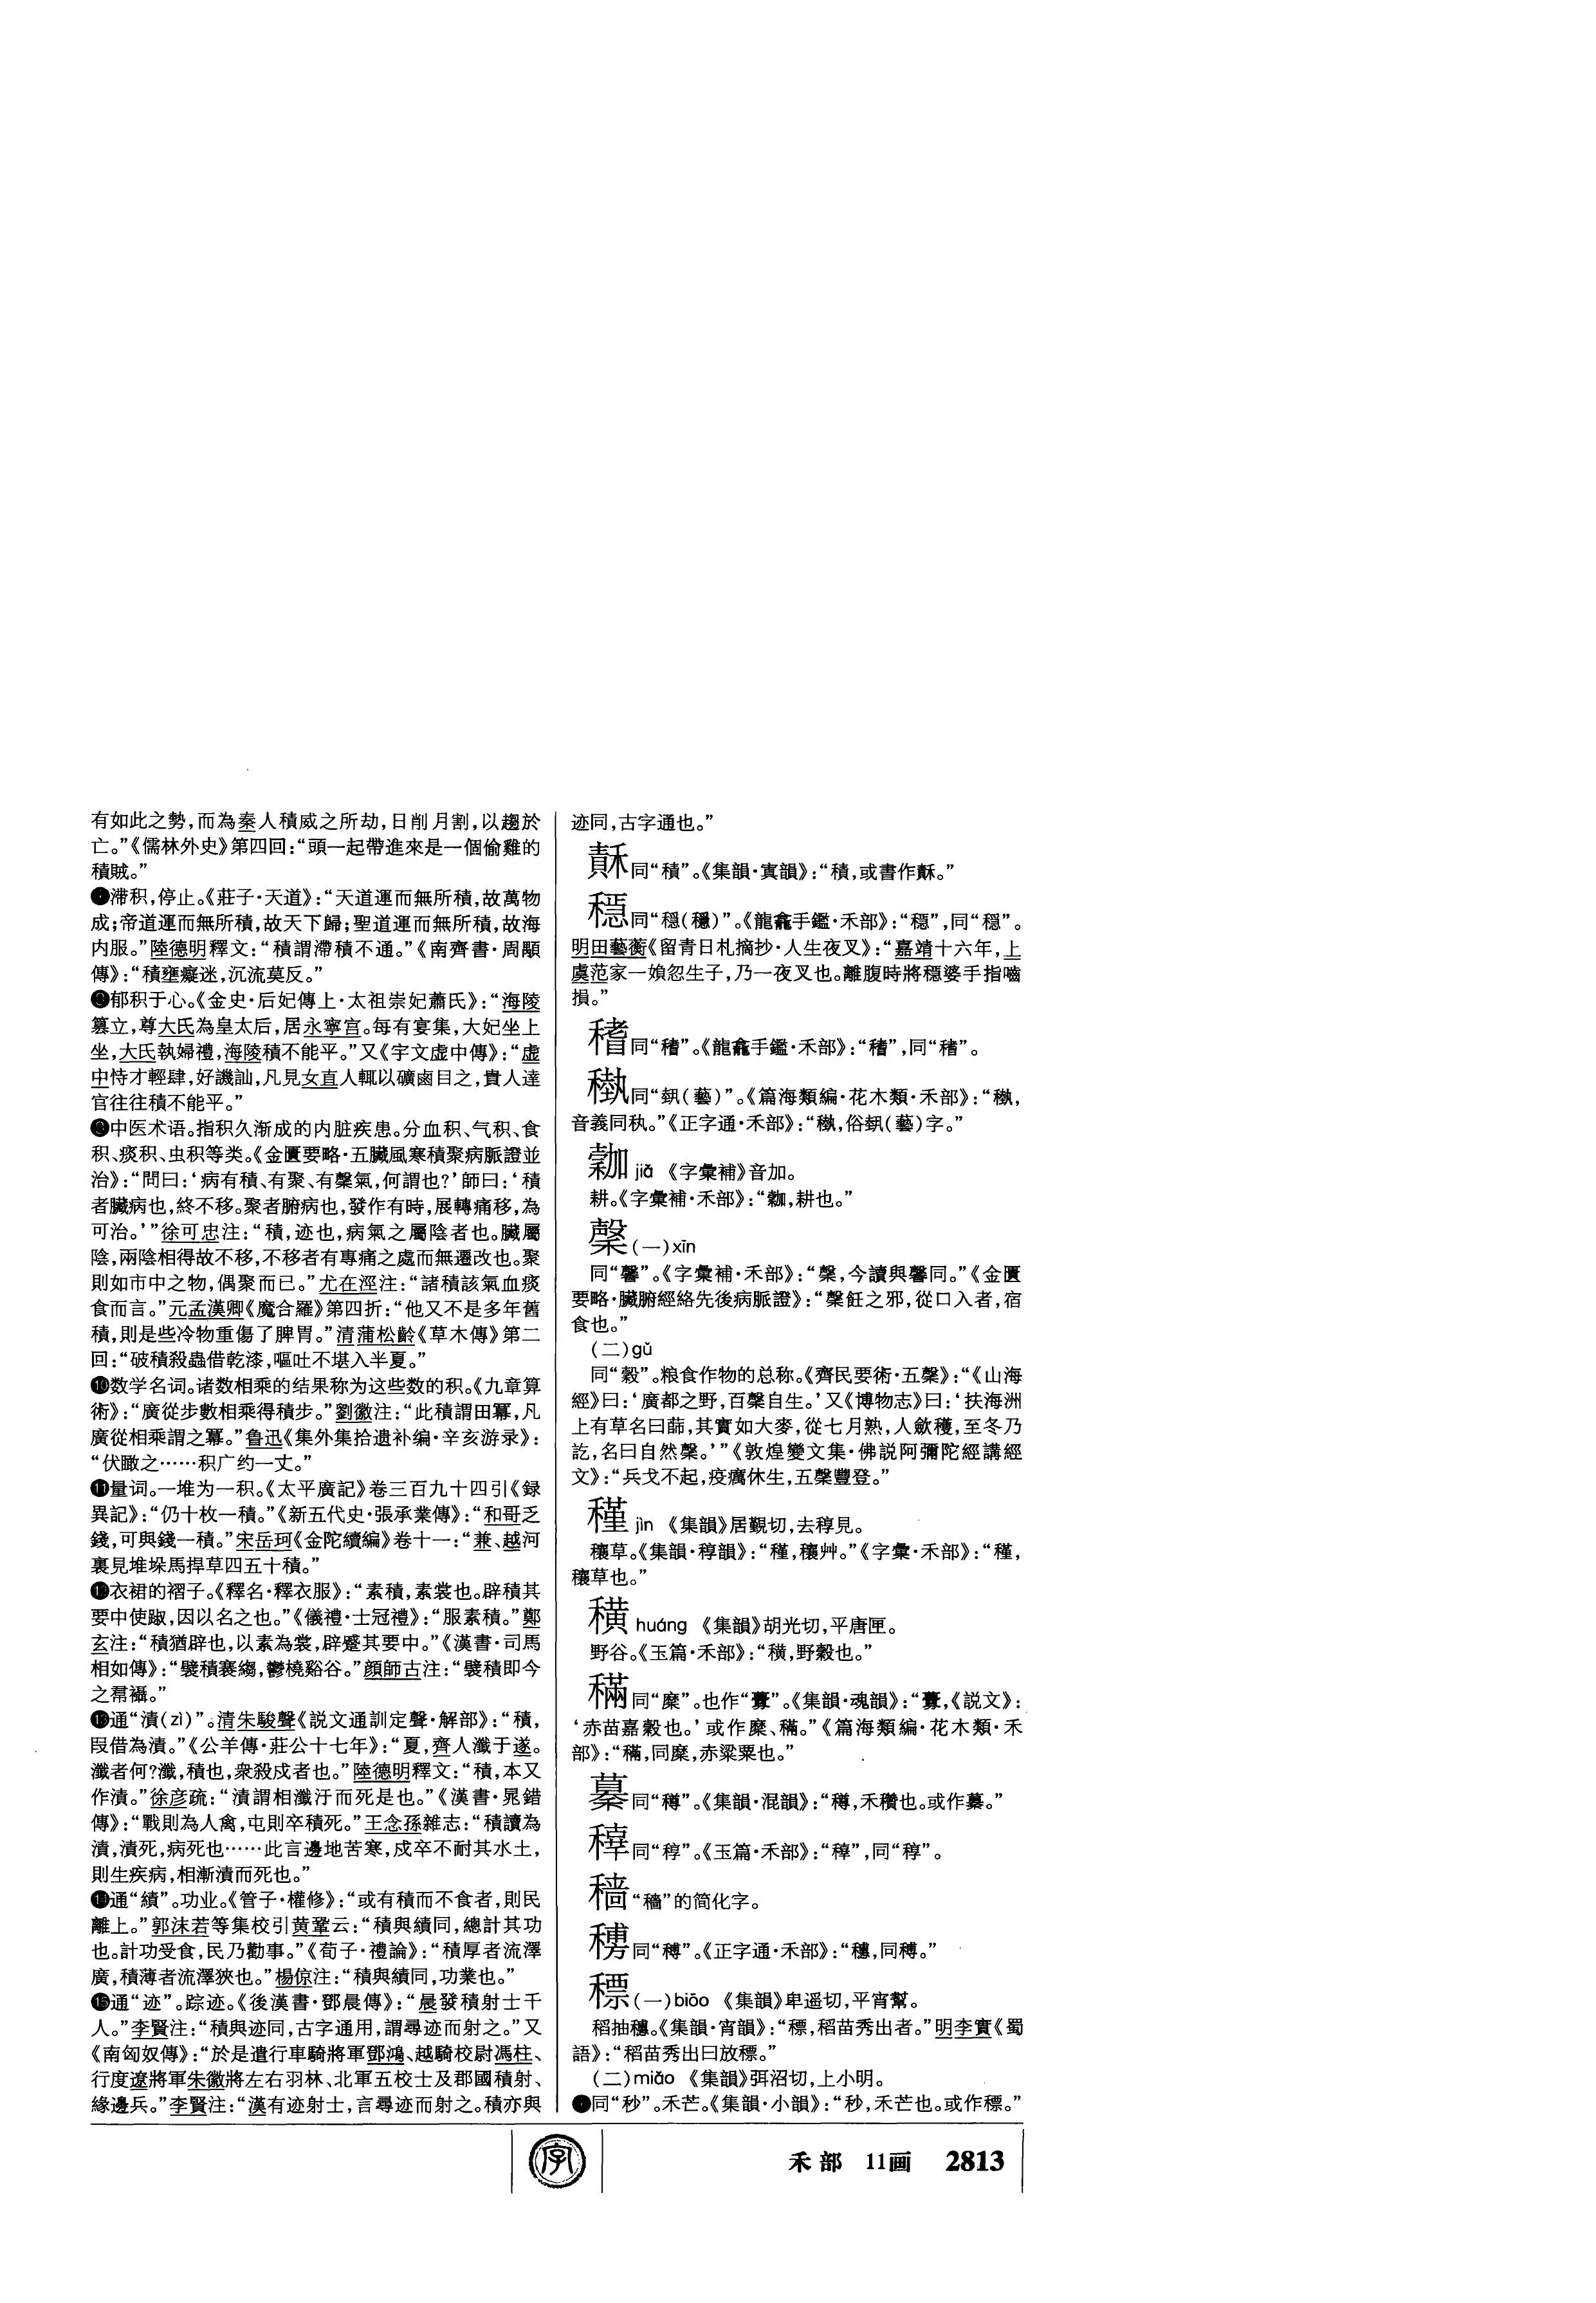 有如此之勢,而為秦人積威之所劫,日削月割,以趨於
亡。”《儒林外史》第四回:“頭一起帶進來是一個偷雞的
積賊。”
❼滞积,停止。《莊子·天道》:“天道運而無所積,故萬物
成;帝道運而無所積,故天下歸;聖道運而無所積,故海
内服。”陸德明釋文:“積謂滯積不通。”《南齊書·周顒
傳》:“積壅癡迷,沉流莫反。”
❽郁积于心。《金史·后妃傳上·太祖崇妃蕭氏》:“海陵
篡立,尊大氏為皇太后,居永寧宫。每有宴集,大妃坐上
坐,大氏執婦禮,海陵積不能平。”又《宇文虚中傳》:“虚
中恃才輕肆,好譏訕,凡見女直人輒以礦鹵目之,貴人達
官往往積不能平。”
❾中医术语。指积久渐成的内脏疾患。分血积、气积、食
积、痰积、虫积等类。《金匱要略·五臟風寒積聚病脈證並
治》:“問曰:‘病有積、有聚、有槃氣,何謂也?’師曰:‘積
者臟病也,終不移。聚者腑病也,發作有時,展轉痛移,為
可治。’”徐可忠注:“積,迹也,病氣之屬陰者也。臟屬
陰,兩陰相得故不移,不移者有專痛之處而無遷改也。聚
則如市中之物,偶聚而已。”尤在涇注:“諸積該氣血痰
食而言。”元孟漢卿《魔合羅》第四折:“他又不是多年舊
積,則是些冷物重傷了脾胃。”清蒲松齡《草木傳》第二
回:“破積殺蟲借乾漆,嘔吐不堪入半夏。”
❿数学名词。诸数相乘的结果称为这些数的积。《九章算
術》:“廣從步數相乘得積步。”劉徽注:“此積謂田冪,凡
廣從相乘謂之冪。”鲁迅《集外集拾遗补编·辛亥游录》:
“伏瞰之……积广约一丈。”
⓫量词。一堆为一积。《太平廣記》卷三百九十四引《録
異記》:“仍十枚一積。”《新五代史·張承業傳》:“和哥乏
錢,可與錢一積。”宋岳珂《金陀續編》卷十一:“兼、越河
裏見堆垛馬捍草四五十積。”
⓬衣裙的褶子。《釋名·釋衣服》:“素積,素裳也。辟積其
要中使踧,因以名之也。”《儀禮·士冠禮》:“服素積。”鄭
玄注:“積猶辟也,以素為裳,辟蹙其要中。”《漢書·司馬
相如傳》:“襞積褰縐,鬱橈谿谷。”顔師古注:“襞積即今
之帬襵。”
⓭通“漬(zì)”。清朱駿聲《説文通訓定聲·解部》:“積,
叚借為漬。”《公羊傳·莊公十七年》:“夏,齊人瀸于遂。
瀸者何?瀸,積也,衆殺戍者也。”陸德明釋文:“積,本又
作漬。”徐彦疏:“漬謂相瀸汙而死是也。”《漢書·晁錯
傳》:“戰則為人禽,屯則卒積死。”王念孫雜志:“積讀為
漬,漬死,病死也……此言邊地苦寒,戍卒不耐其水土,
則生疾病,相漸漬而死也。”
⓮通“績”。功业。《管子·權修》:“或有積而不食者,則民
離上。”郭沫若等集校引黄鞏云:“積與績同,總計其功
也。計功受食,民乃勸事。”《荀子·禮論》:“積厚者流澤
廣,積薄者流澤狹也。”楊倞注:“積與績同,功業也。”
⓯通“迹”。踪迹。《後漢書·鄧晨傳》:“晨發積射士千
人。”李賢注:“積與迹同,古字通用,謂尋迹而射之。”又
《南匈奴傳》:“於是遣行車騎將軍鄧鴻、越騎校尉馮柱、
行度遼將軍朱徽將左右羽林、北軍五校士及郡國積射、
緣邊兵。”李賢注:“漢有迹射士,言尋迹而射之。積亦與
迹同,古字通也。”
同“積”。《集韻·寘韻》:“積,或書作。”
同“穏(穩)”。《龍龕手鑑·禾部》:“”,同“穏”。
明田藝蘅《留青日札摘抄·人生夜叉》:“嘉靖十六年,上
虞范家一娘忽生子,乃一夜叉也。離腹時將穏婆手指嚙
損。”
同“稽”。《龍龕手鑑·禾部》:“”,同“稽”。
同“埶(藝)”。《篇海類編·花木類·禾部》:“,
音義同秇。”《正字通·禾部》:“,俗埶(藝)字。”
jiā 《字彙補》音加。
耕。《字彙補·禾部》:“,耕也。”
(一)xīn
同“馨”。《字彙補·禾部》:“,今讀與馨同。”《金匱
要略·臟腑經絡先後病脈證》:“飪之邪,從口入者,宿
食也。”
(二)gǔ
同“穀”。粮食作物的总称。《齊民要術·五》:“《山海
經》曰:‘廣都之野,百自生。’又《博物志》曰:‘扶海洲
上有草名曰蒒,其實如大麥,從七月熟,人斂穫,至冬乃
訖,名曰自然。’”《敦煌變文集·佛説阿彌陀經講經
文》:“兵戈不起,疫癘休生,五豐登。”
䅖 jìn 《集韻》居覲切,去稕見。
穰草。《集韻·稕韻》:“,穰艸。”《字彙·禾部》:“,
穰草也。”
䅣 huáng 《集韻》胡光切,平唐匣。
野谷。《玉篇·禾部》:“䅣,野穀也。”
同“穈”。也作“虋”。《集韻·魂韻》:“虋,《説文》:
‘赤苗嘉穀也。’或作穈、。”《篇海類編·花木類·禾
部》:“,同穈,赤粱粟也。”
同“”。《集韻·混韻》:“,禾穳也。或作。”
同“稕”。《玉篇·禾部》:“”,同“稕”。
穑“穡”的简化字。
同“”。《正字通·禾部》:“,同。”
標(一)biāo 《集韻》卑遥切,平宵幫。
稻抽穗。《集韻·宵韻》:“,稻苗秀出者。”明李實《蜀
語》:“稻苗秀出曰放。”
(二)miǎo 《集韻》弭沼切,上小明。
❶同“秒”。禾芒。《集韻·小韻》:“秒,禾芒也。或作。”
字
禾部 11画 2813